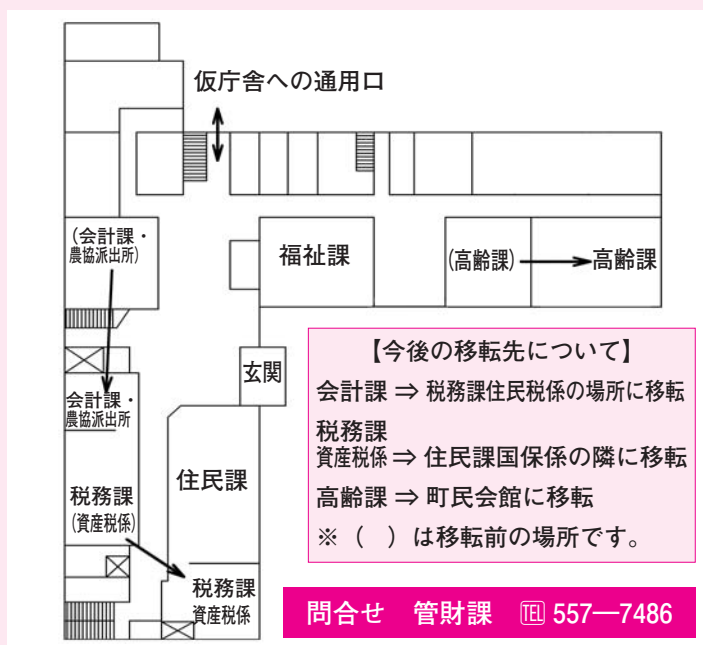 仮庁舎への通用口
(会計課・
農協派出所)
福祉課
(高齢課)
高齢課
玄関
会計課・
農協派出所
税務課
(資産税係)
住民課
税務課
資産税係
【今後の移転先について】
会計課 ⇒ 税務課住民税係の場所に移転
税務課
資産税係 ⇒ 住民課国保係の隣に移転
高齢課 ⇒ 町民会館に移転
※（　）は移転前の場所です。
問合せ　管財課　℡ 557―7486